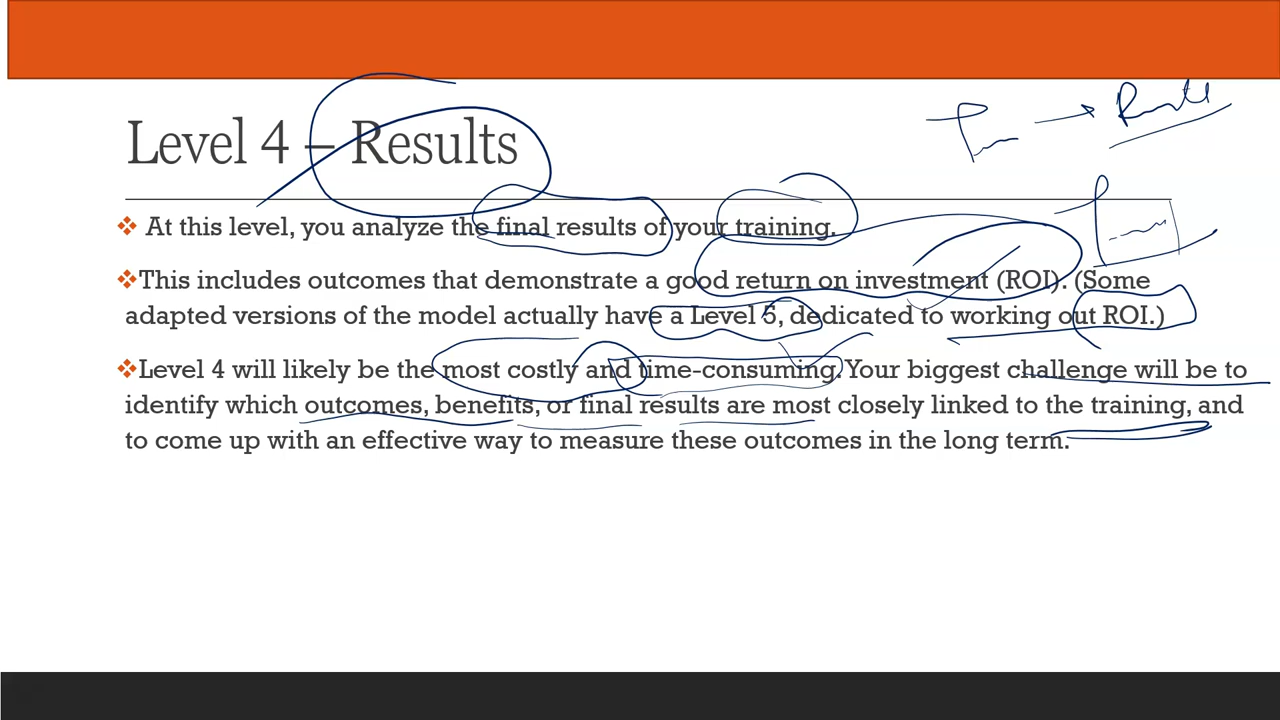 Level 4 – Results
❖ At this level, you analyze the final results of your training.
❖This includes outcomes that demonstrate a good return on investment (ROI). (Some
adapted versions of the model actually have a Level 5, dedicated to working out ROI.)
❖Level 4 will likely be the most costly and time-consuming. Your biggest challenge will be to
identify which outcomes, benefits, or final results are most closely linked to the training, and
to come up with an effective way to measure these outcomes in the long term.